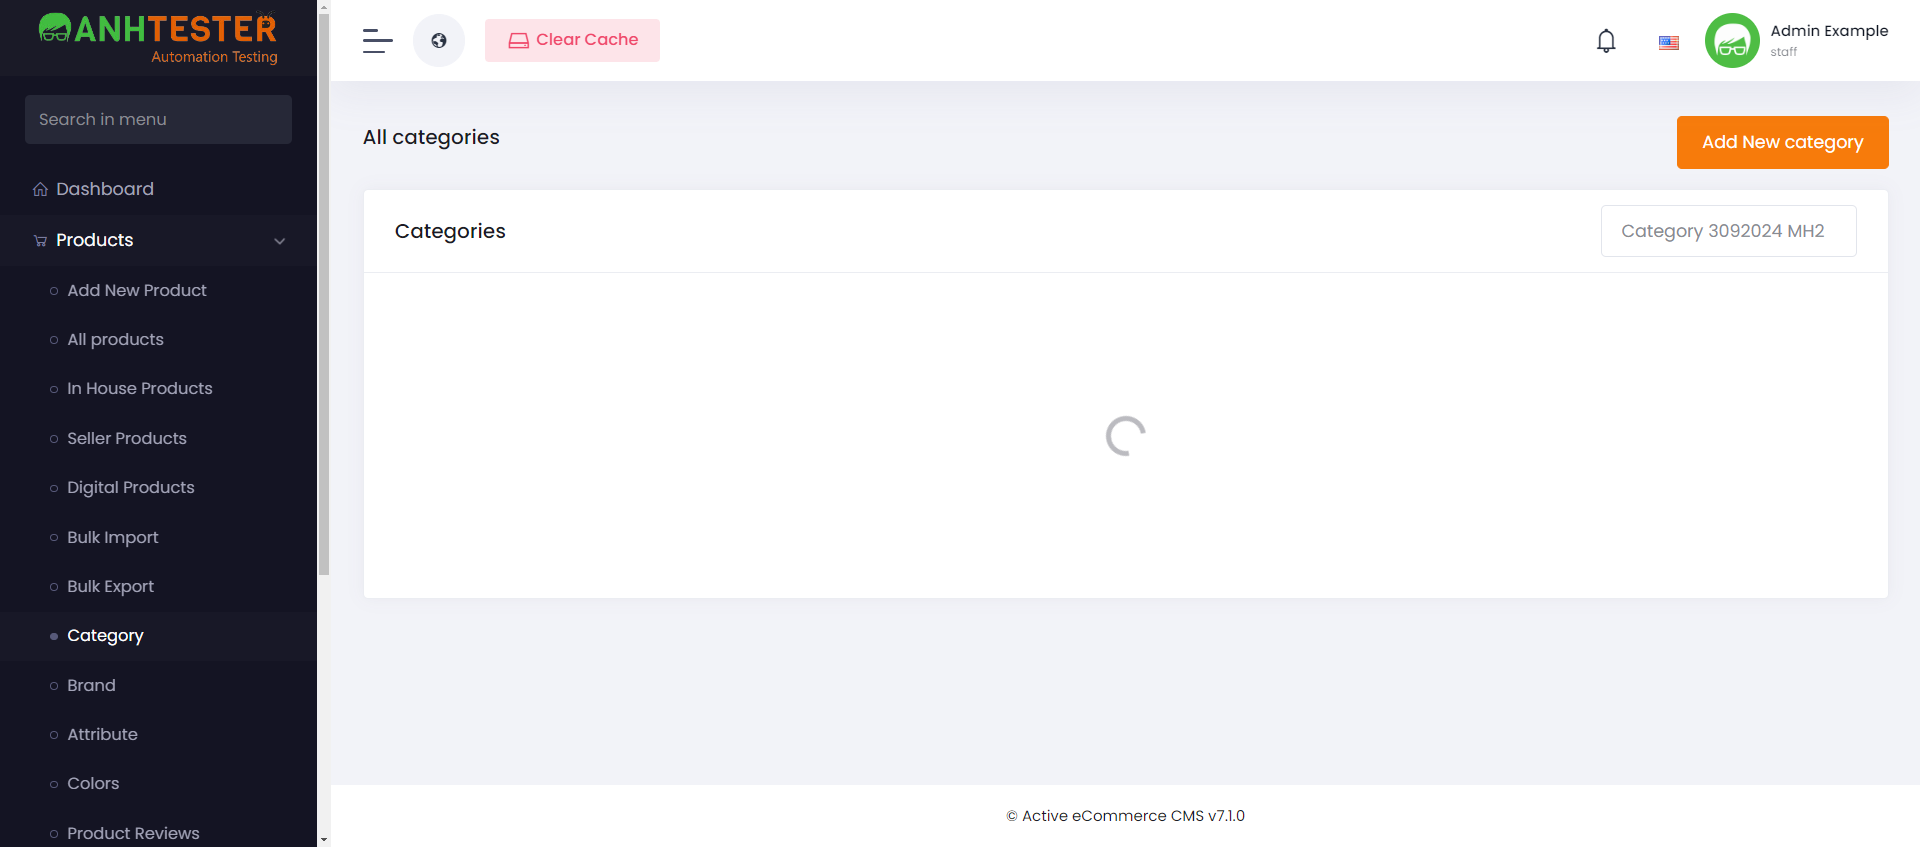 ANHTESTER
Automation Testing
Search in menu
Dashboard
Products
Add New Product
All products
In House Products
Seller Products
Digital Products
Bulk Import
Bulk Export
Category
Brand
Attribute
Colors
Product Reviews
Clear Cache
Admin Example
staff
All categories
Add New category
Categories
Category 3092024 MH2
© Active eCommerce CMS v7.1.0